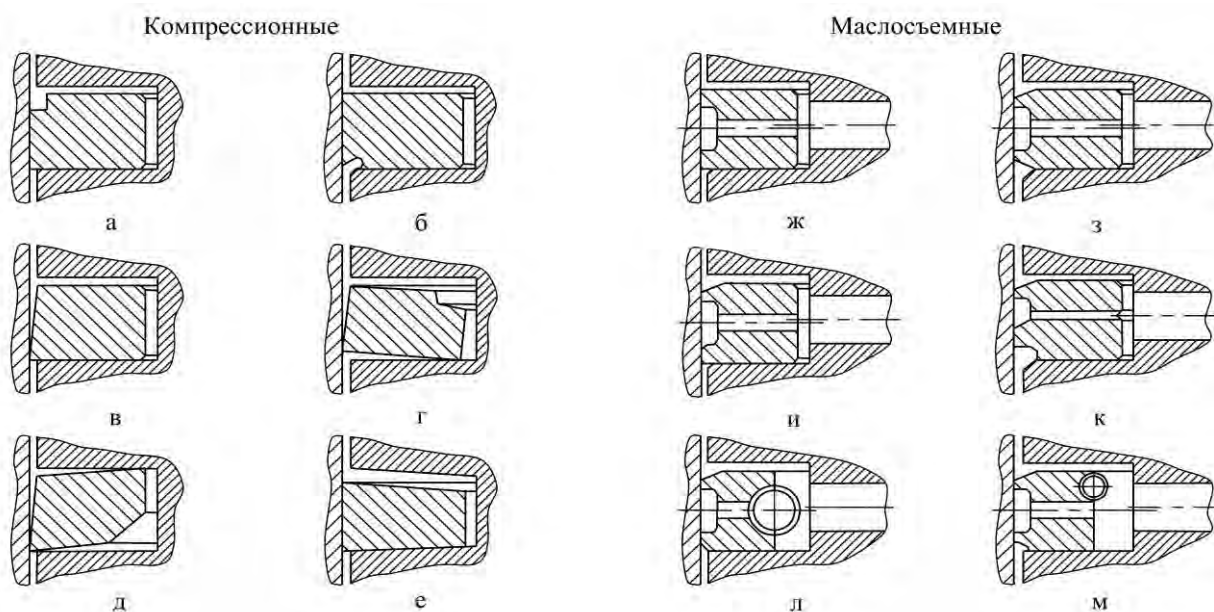 Компрессионные
Маслосъемные
а
б
ж
з
в
г
и
к
д
е
л
м